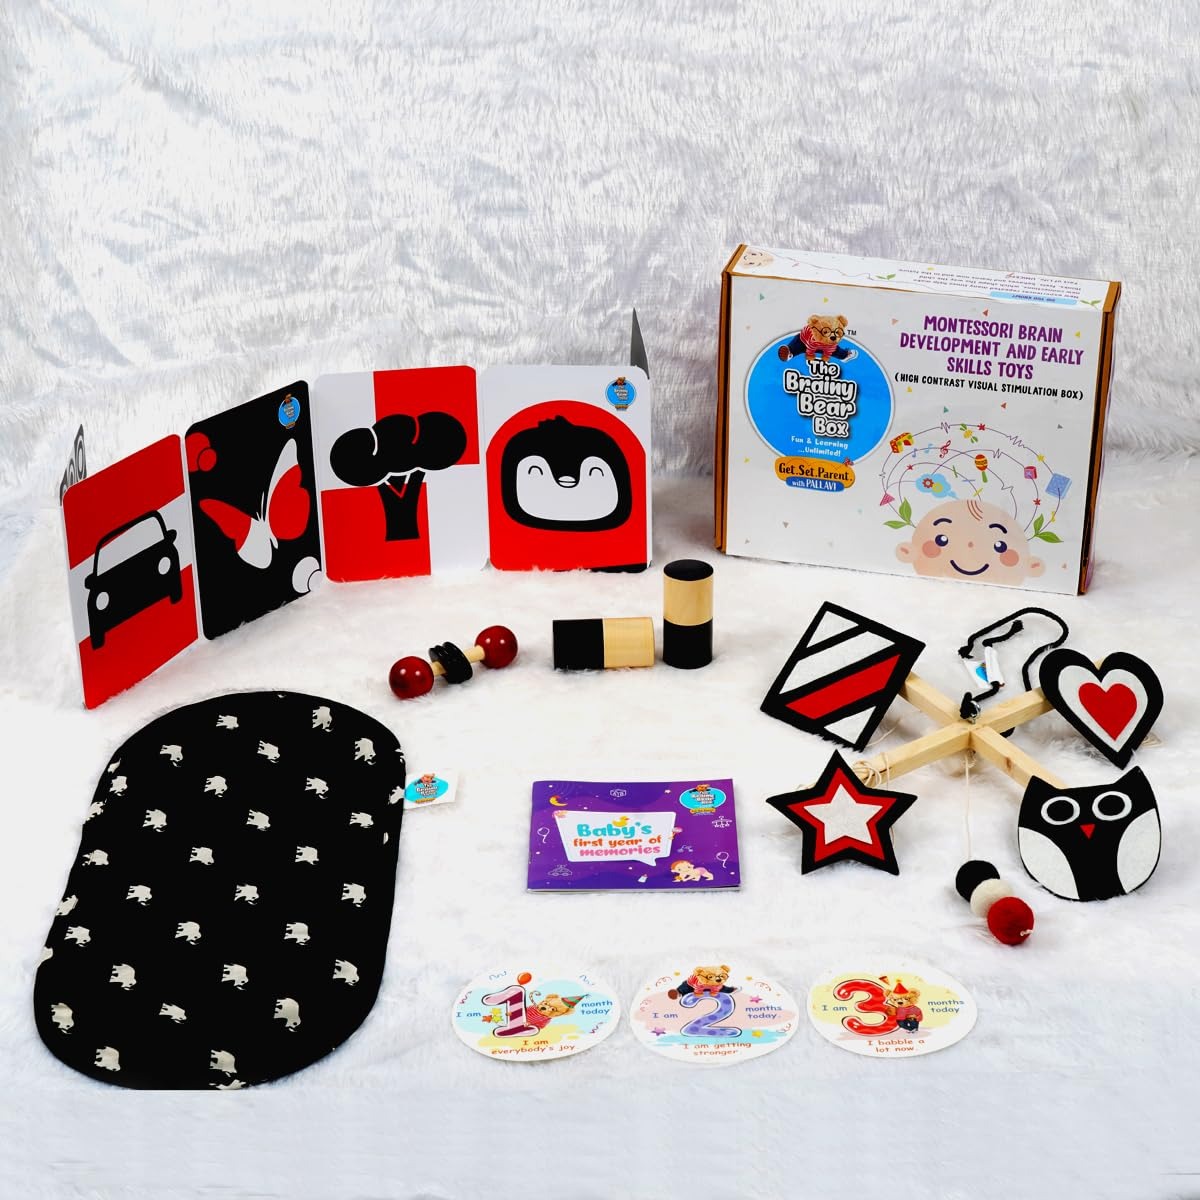 The
Brainy
Bear
Box
TM
Fun & Learning
...Unlimited!
Get.Set.Parent.
with PALLAVI
MONTESSORI BRAIN
DEVELOPMENT AND EARLY
SKILLS TOYS
(HIGH CONTRAST VISUAL STIMULATION BOX)
Baby's
first year of
memories
I am
1
month
today.
I am
everybody's joy.
I am
2
months
today.
I am getting
stronger.
I am
3
months
today.
I babble a
lot now.